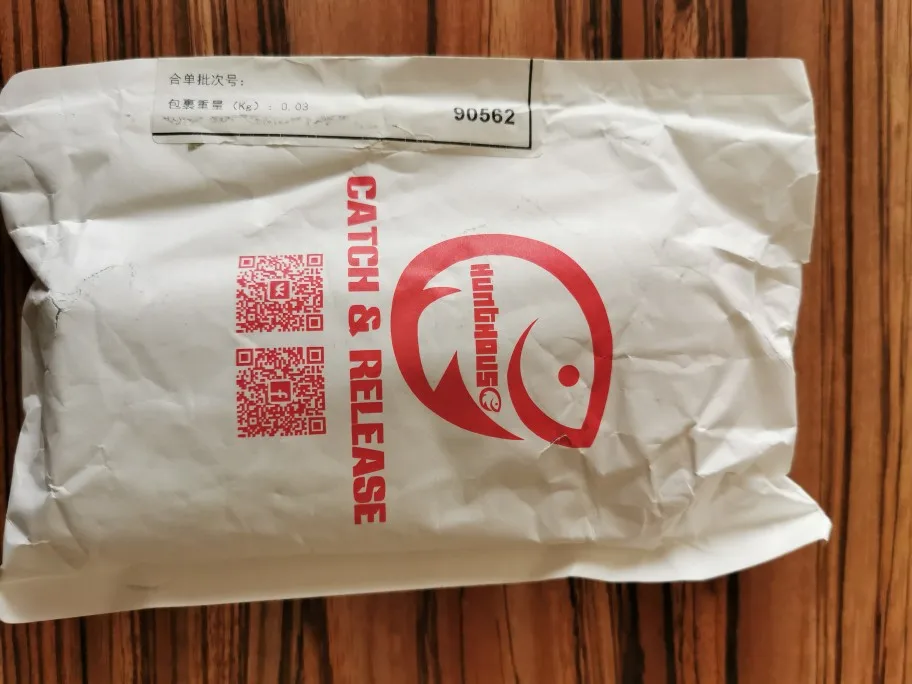 合单批次号:
包裹重量 (Kg) : 0.03
90562
HUNTHOUSE
CATCH & RELEASE